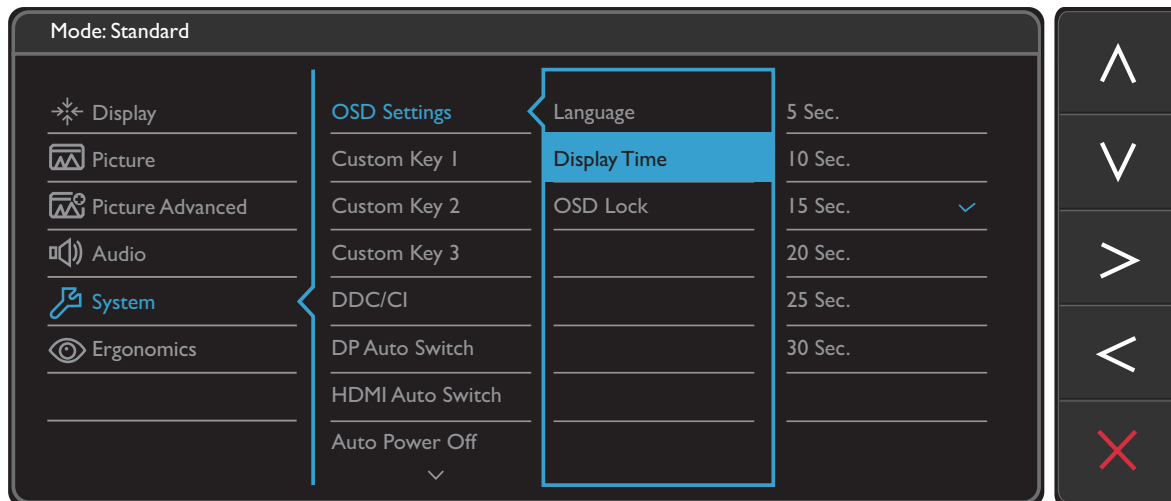 Mode: Standard
Display
Picture
Picture Advanced
Audio
System
Ergonomics
OSD Settings
Custom Key 1
Custom Key 2
Custom Key 3
DDC/CI
DP Auto Switch
HDMI Auto Switch
Auto Power Off
Language
Display Time
OSD Lock
5 Sec.
10 Sec.
15 Sec.
20 Sec.
25 Sec.
30 Sec.